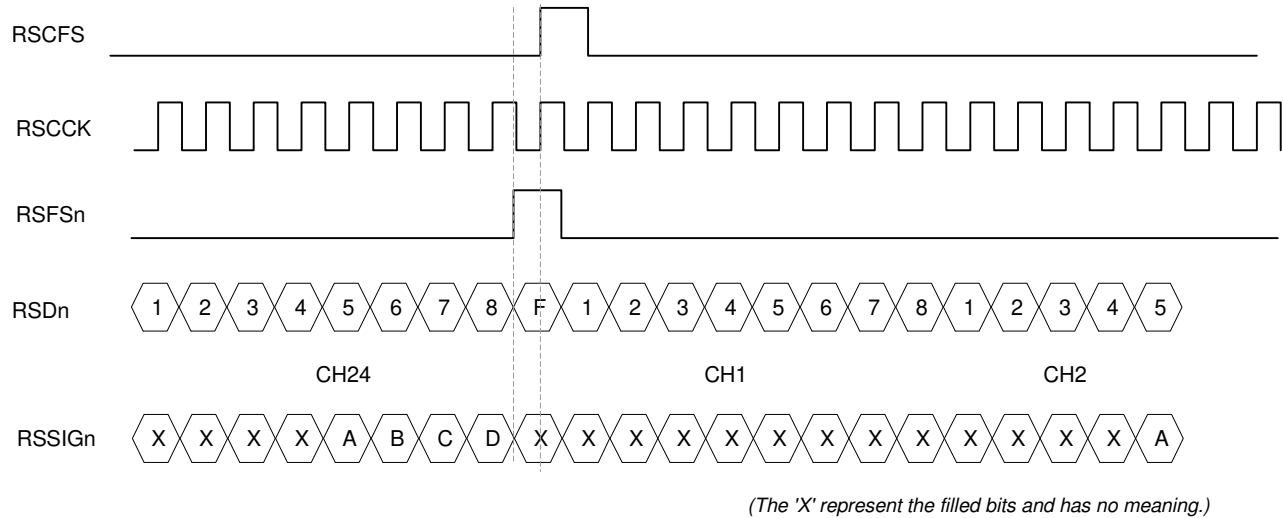 RSCFS
RSCCK
RSFSn
RSDn 1 2 3 4 5 6 7 8 F 1 2 3 4 5 6 7 8 1 2 3 4 5
CH24 CH1 CH2
RSSIGn X X X X A B C D X X X X X X X X X X X X X A
(The 'X' represent the filled bits and has no meaning.)